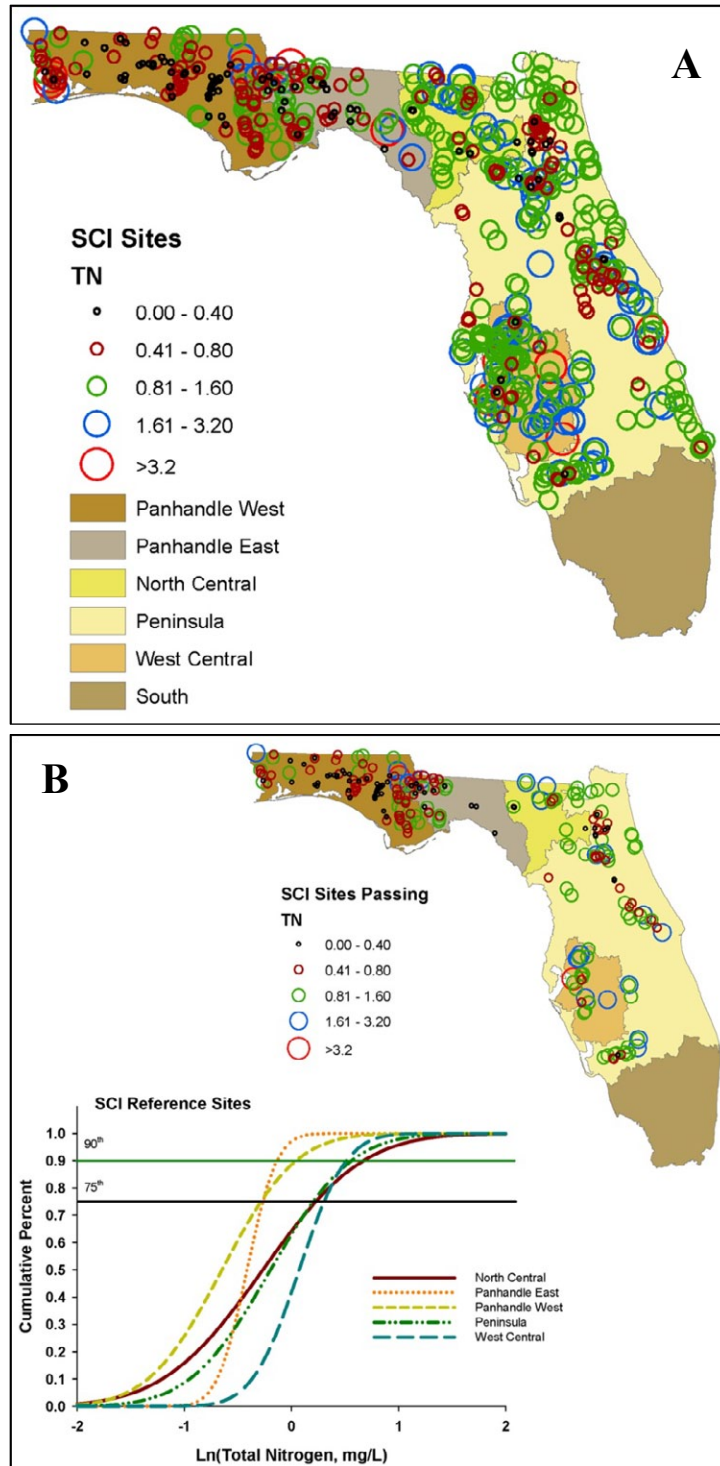 A
SCI Sites
TN
0.00 - 0.40
0.41 - 0.80
0.81 - 1.60
1.61 - 3.20
>3.2
Panhandle West
Panhandle East
North Central
Peninsula
West Central
South
B
SCI Sites Passing
TN
0.00 - 0.40
0.41 - 0.80
0.81 - 1.60
1.61 - 3.20
>3.2
SCI Reference Sites
1.0
90th
0.9
0.8
75th
0.7
0.6
0.5
0.4
0.3
0.2
0.1
0.0
Cumulative Percent
North Central
Panhandle East
Panhandle West
Peninsula
West Central
-2 -1 0 1 2
Ln(Total Nitrogen, mg/L)